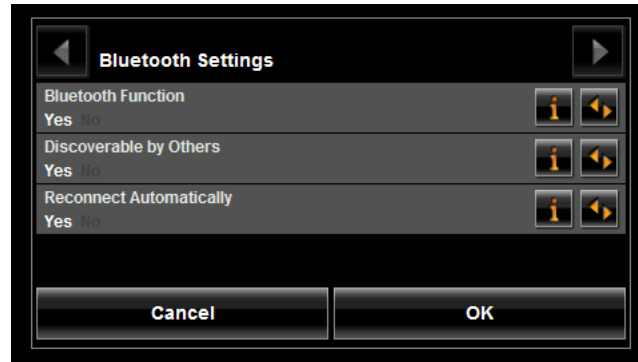 Bluetooth Settings
Bluetooth Function
Yes No
Discoverable by Others
Yes No
Reconnect Automatically
Yes No
Cancel OK